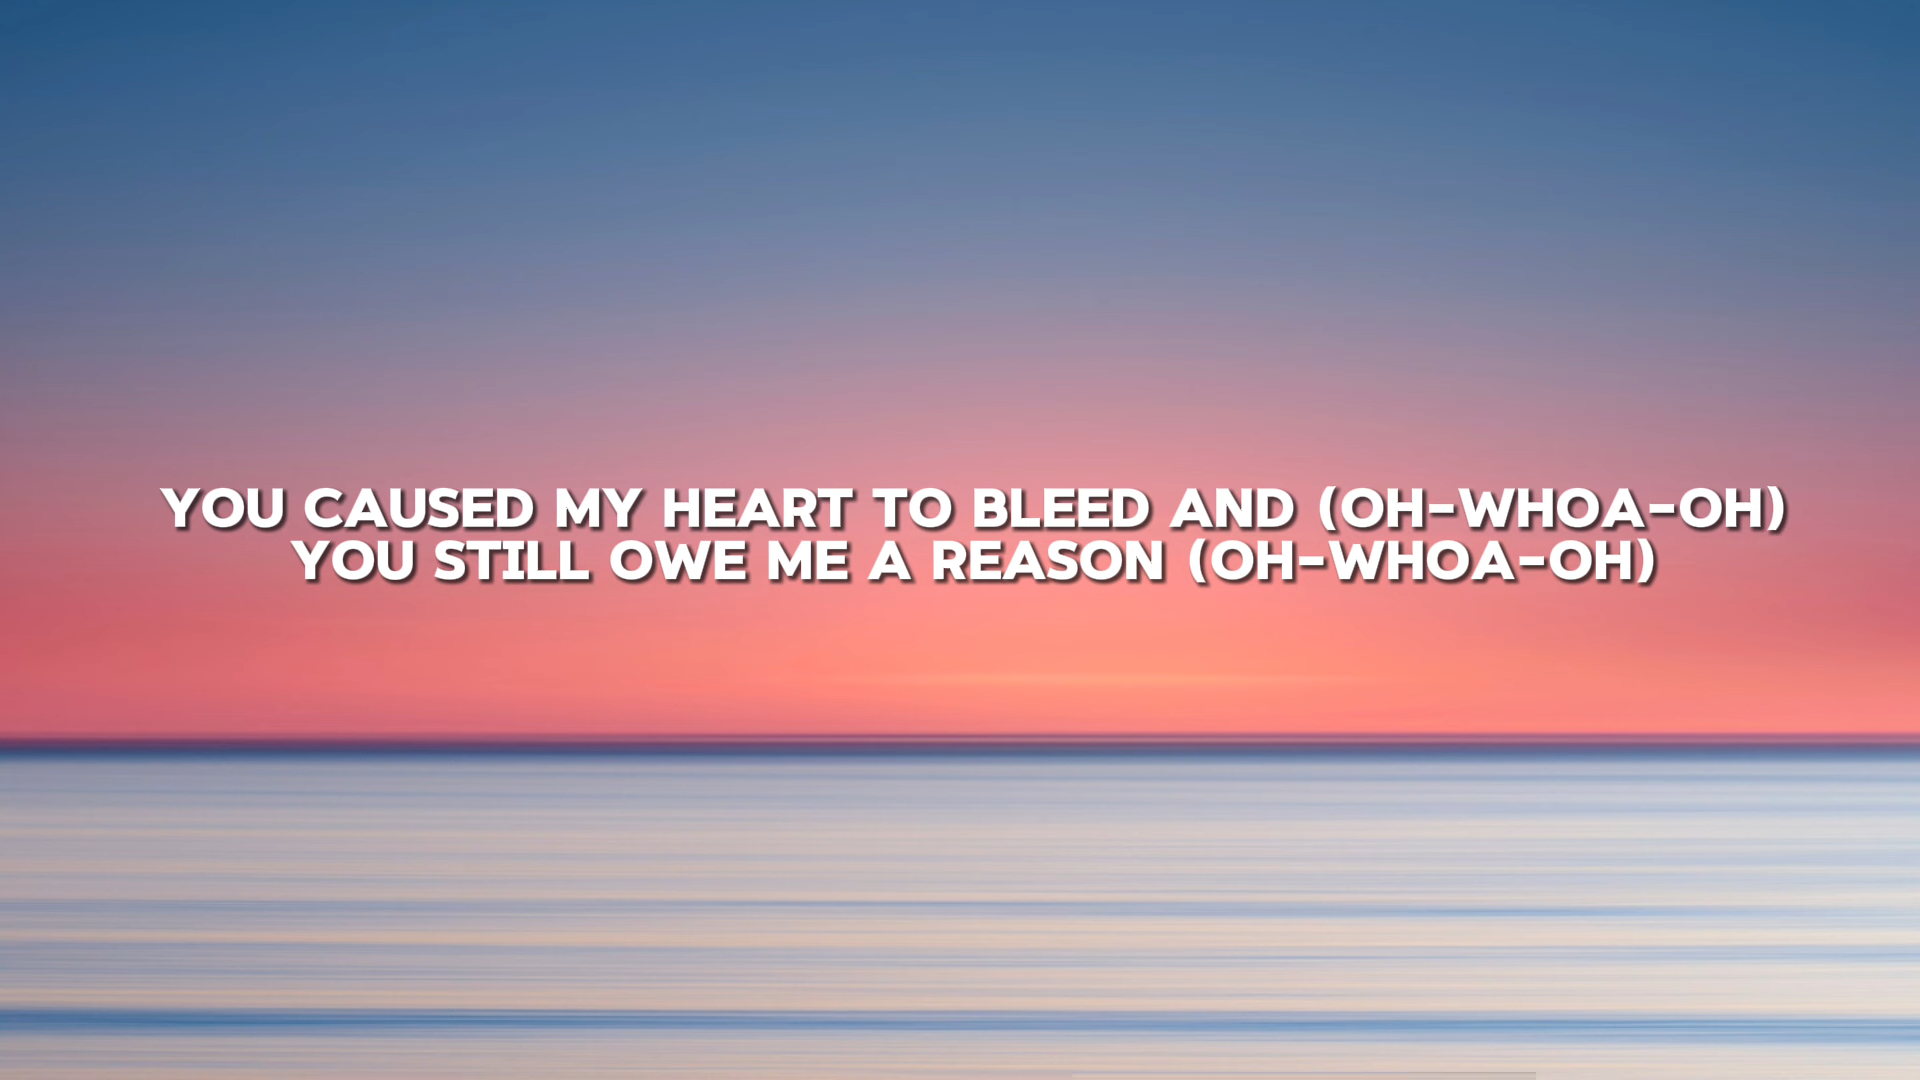 YOU CAUSED MY HEART TO BLEED AND (OH-WHOA-OH)
YOU STILL OWE ME A REASON (OH-WHOA-OH)